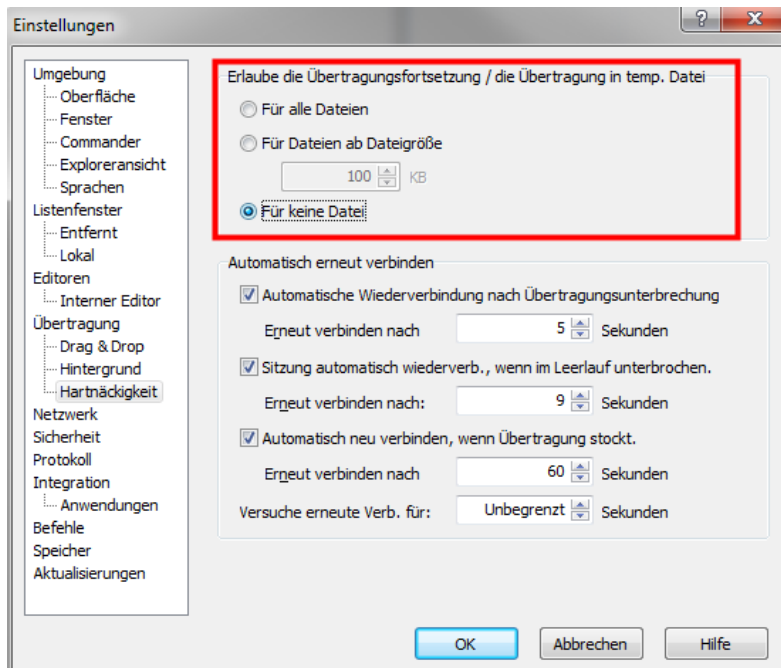 Einstellungen
Umgebung
Oberfläche
Fenster
Commander
Exploreransicht
Sprachen
Listenfenster
Entfernt
Lokal
Editoren
Interner Editor
Übertragung
Drag & Drop
Hintergrund
Hartnäckigkeit
Netzwerk
Sicherheit
Protokoll
Integration
Anwendungen
Befehle
Speicher
Aktualisierungen
Erlaube die Übertragungsfortsetzung / die Übertragung in temp. Datei
Für alle Dateien
Für Dateien ab Dateigröße
100 KB
Für keine Datei
Automatisch erneut verbinden
Automatische Wiederverbindung nach Übertragungsunterbrechung
Erneut verbinden nach 5 Sekunden
Sitzung automatisch wiederverb., wenn im Leerlauf unterbrochen.
Erneut verbinden nach: 9 Sekunden
Automatisch neu verbinden, wenn Übertragung stockt.
Erneut verbinden nach 60 Sekunden
Versuche erneute Verb. für: Unbegrenzt Sekunden
OK Abbrechen Hilfe